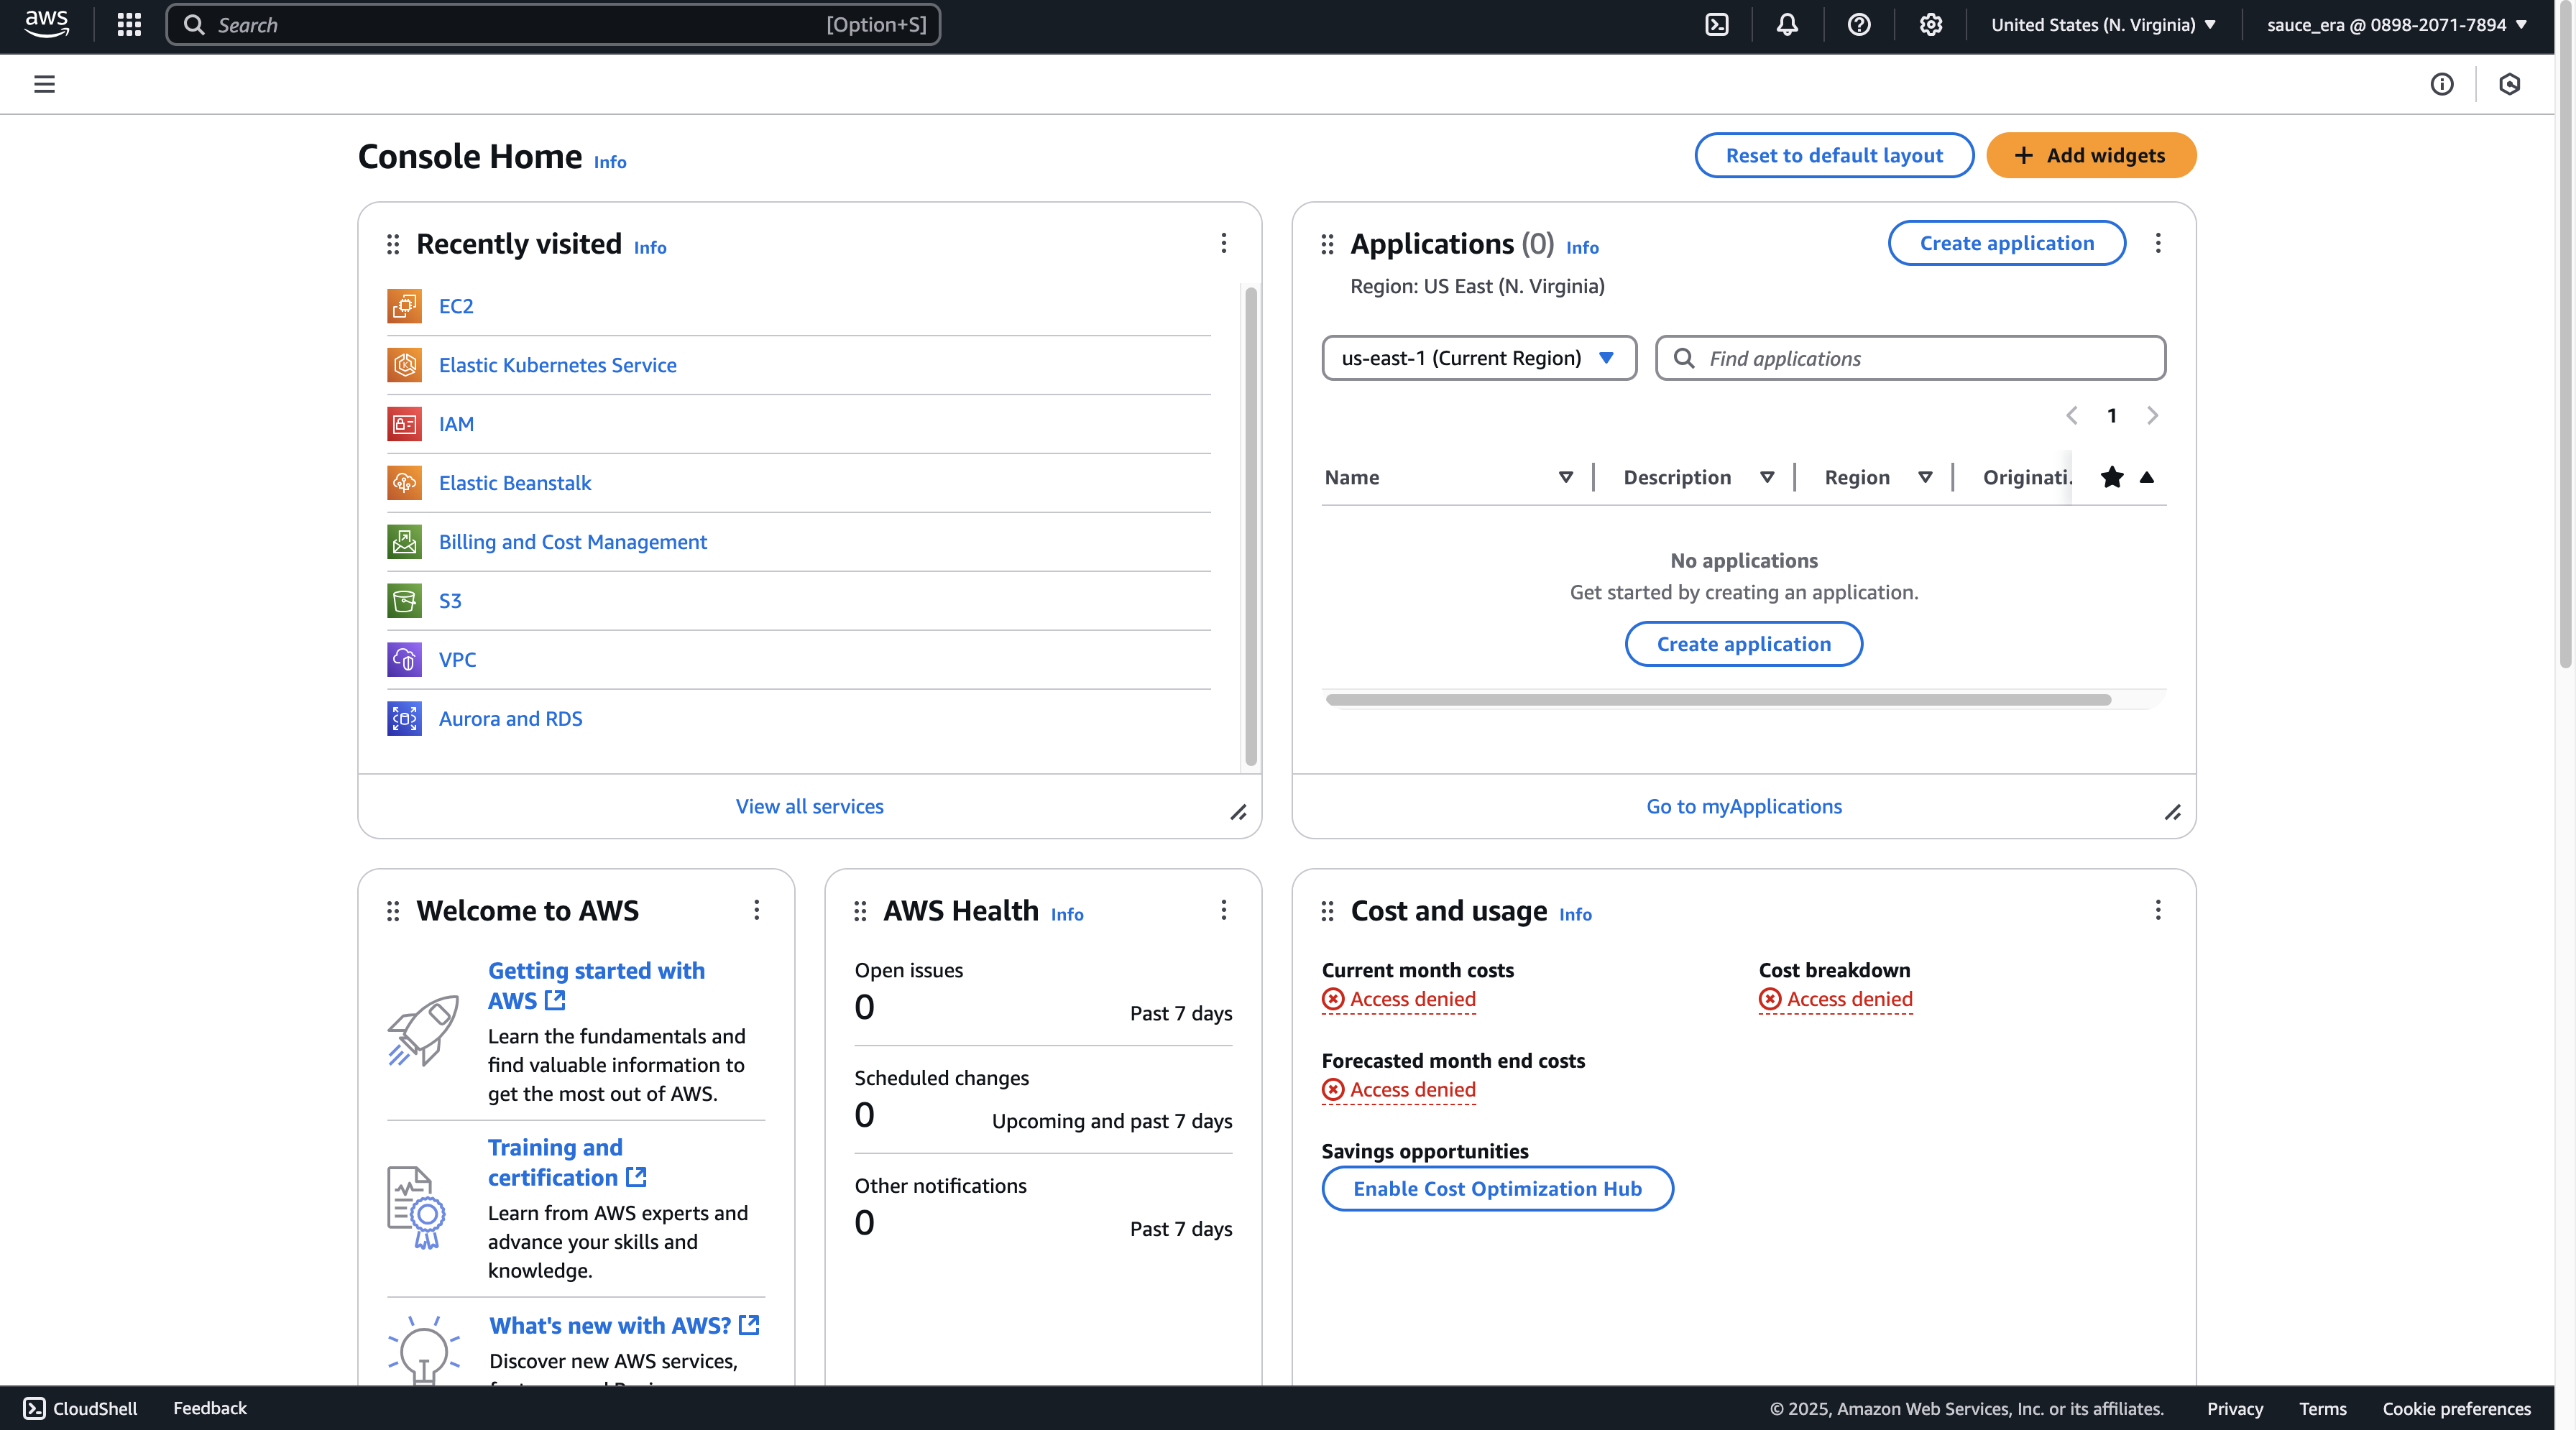 aws
Search
[Option+S]
United States (N. Virginia)
sauce_era @ 0898-2071-7894
Console Home Info
Reset to default layout
Add widgets
Recently visited Info
EC2
Elastic Kubernetes Service
IAM
Elastic Beanstalk
Billing and Cost Management
S3
VPC
Aurora and RDS
View all services
Applications (0) Info
Create application
Region: US East (N. Virginia)
us-east-1 (Current Region)
Find applications
1
Name
Description
Region
Originati.
No applications
Get started by creating an application.
Create application
Go to myApplications
Welcome to AWS
Getting started with
AWS
Learn the fundamentals and
find valuable information to
get the most out of AWS.
Training and
certification
Learn from AWS experts and
advance your skills and
knowledge.
What's new with AWS?
Discover new AWS services,
AWS Health Info
Open issues
0
Past 7 days
Scheduled changes
0
Upcoming and past 7 days
Other notifications
0
Past 7 days
Cost and usage Info
Current month costs
Access denied
Cost breakdown
Access denied
Forecasted month end costs
Access denied
Savings opportunities
Enable Cost Optimization Hub
CloudShell
Feedback
© 2025, Amazon Web Services, Inc. or its affiliates.
Privacy
Terms
Cookie preferences